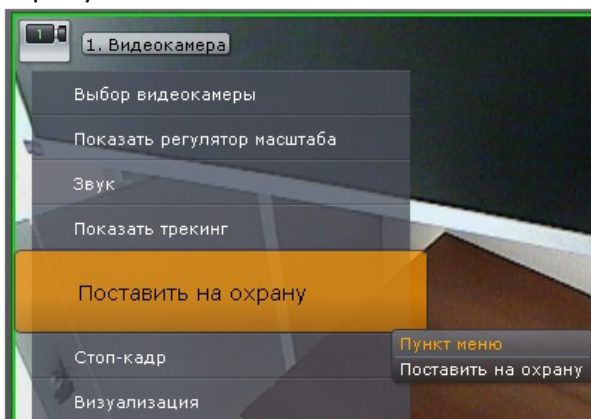 1
1. Видеокамера
Выбор видеокамеры
Показать регулятор масштаба
Звук
Показать трекинг
Поставить на охрану
Пункт меню
Стоп-кадр
Поставить на охрану
Визуализация